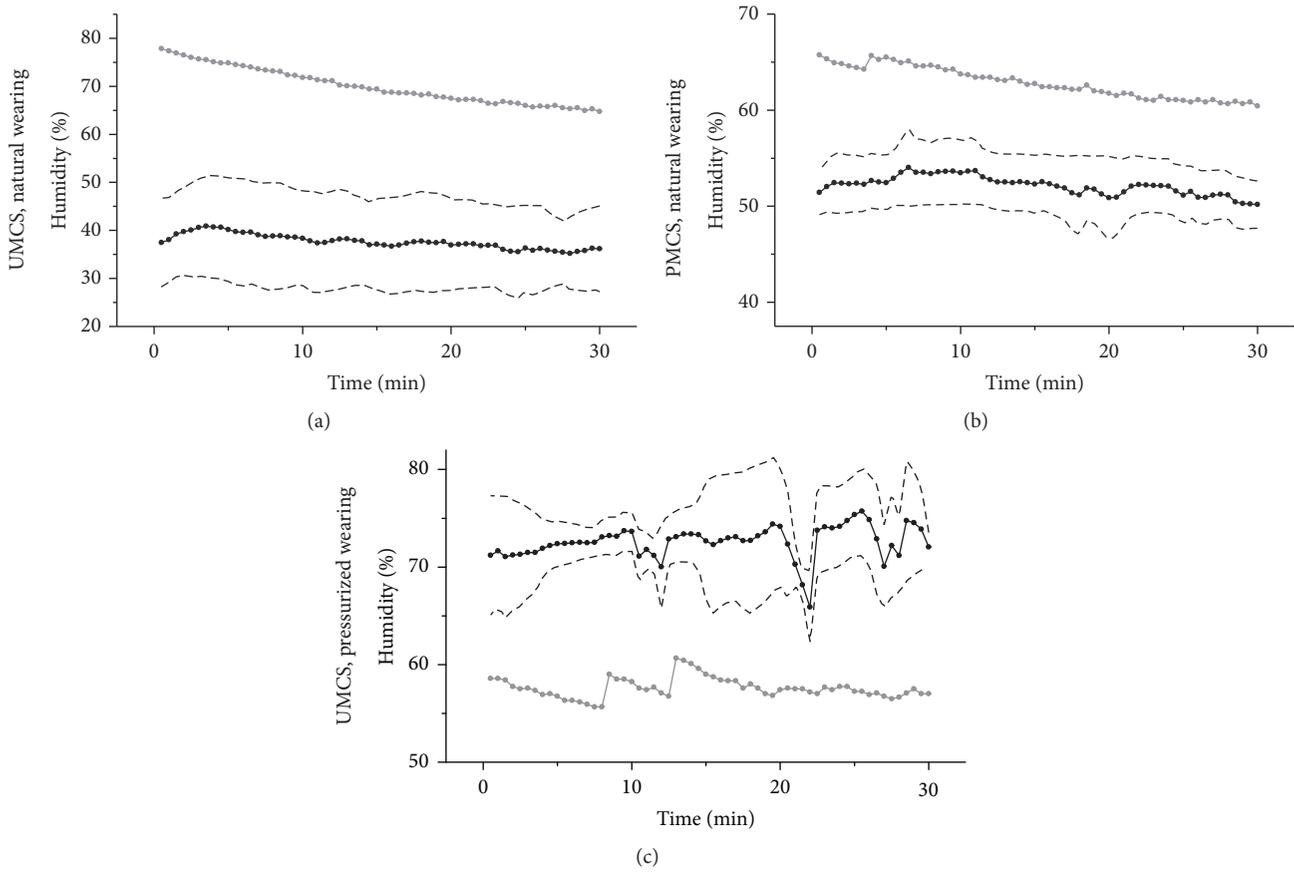 UMCS, natural wearing
Humidity (%)
80
70
60
50
40
30
20
0
10
20
30
Time (min)
(a)
PMCS, natural wearing
Humidity (%)
70
60
50
40
0
10
20
30
Time (min)
(b)
UMCS, pressurized wearing
Humidity (%)
80
70
60
50
0
10
20
30
Time (min)
(c)